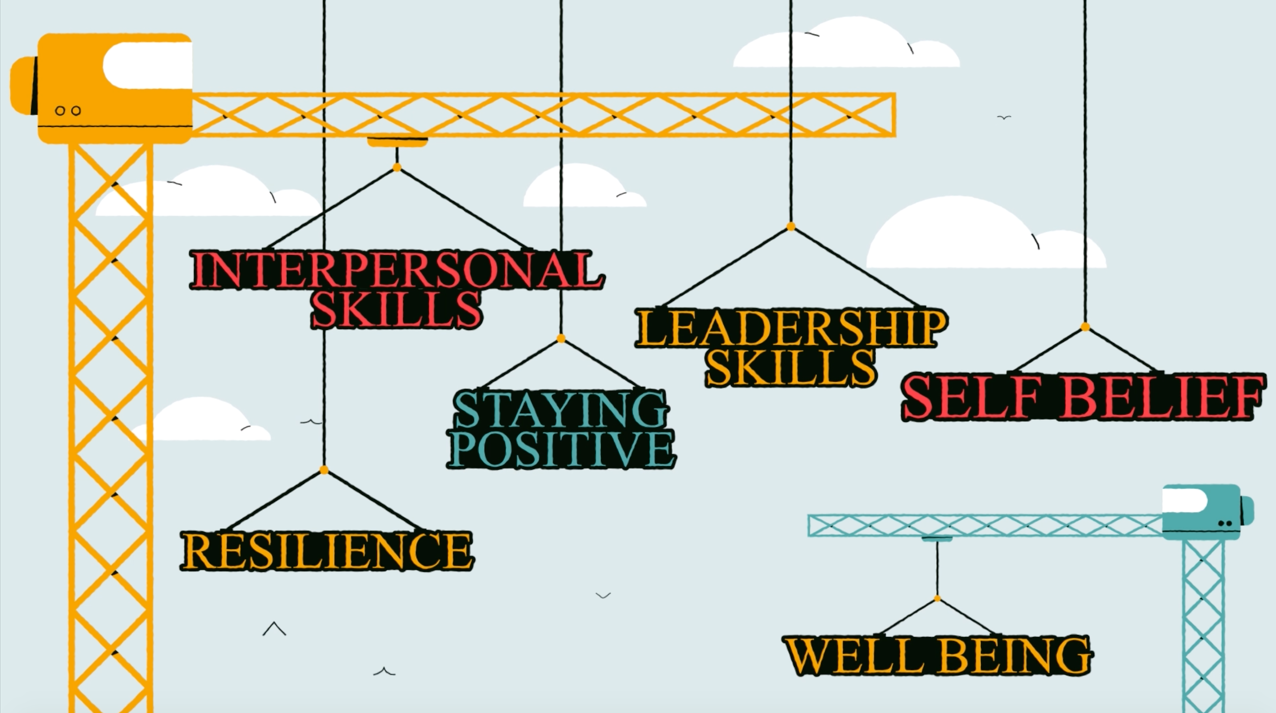 INTERPERSONAL
SKILLS
LEADERSHIP
SKILLS
STAYING
POSITIVE
SELF BELIEF
RESILIENCE
WELL BEING